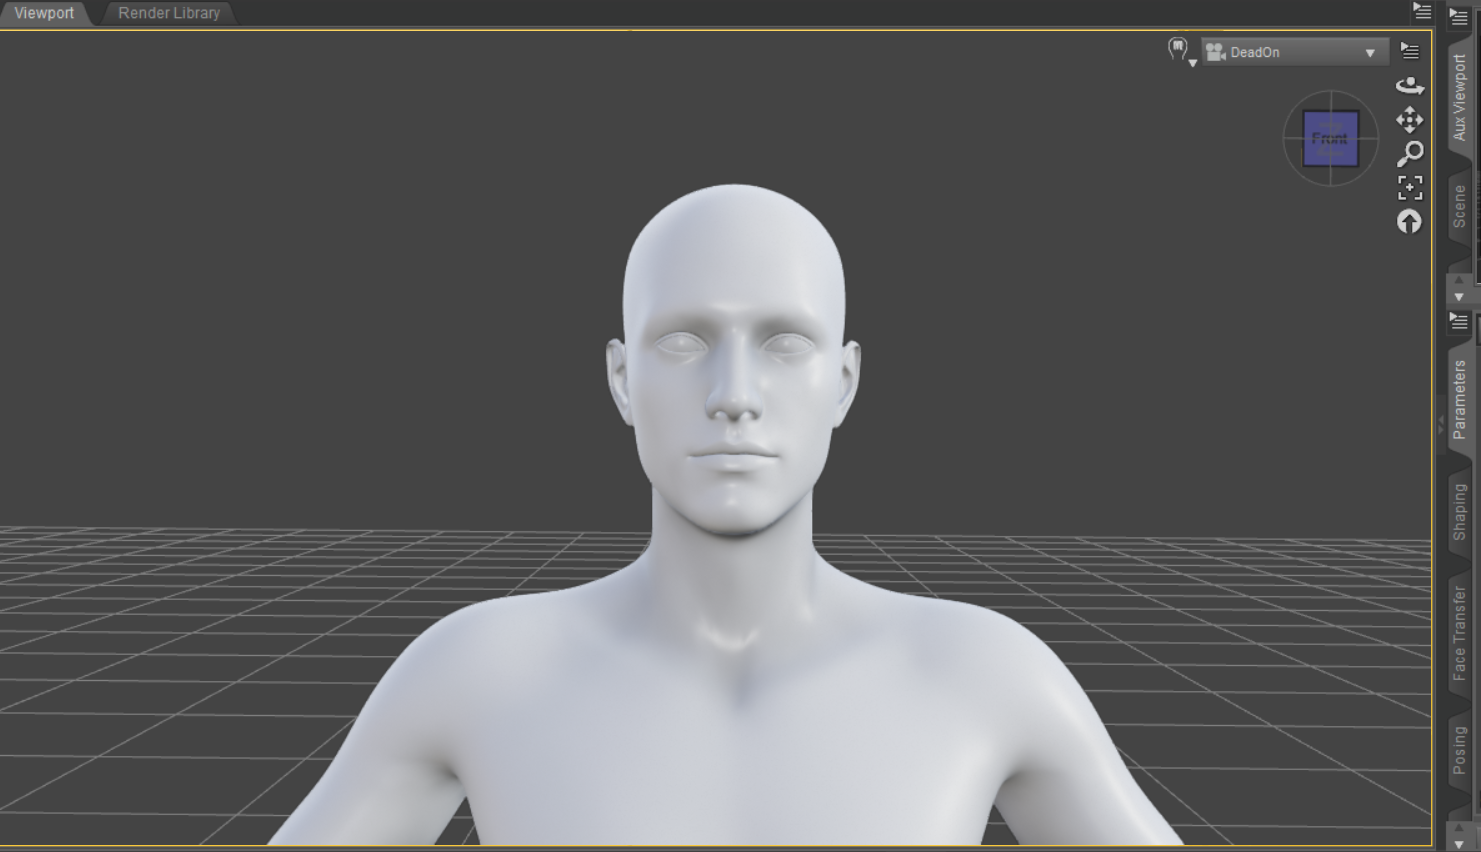 Viewport
Render Library
DeadOn
Front
Aux Viewport
Scene
Parameters
Shaping
Face Transfer
Posing